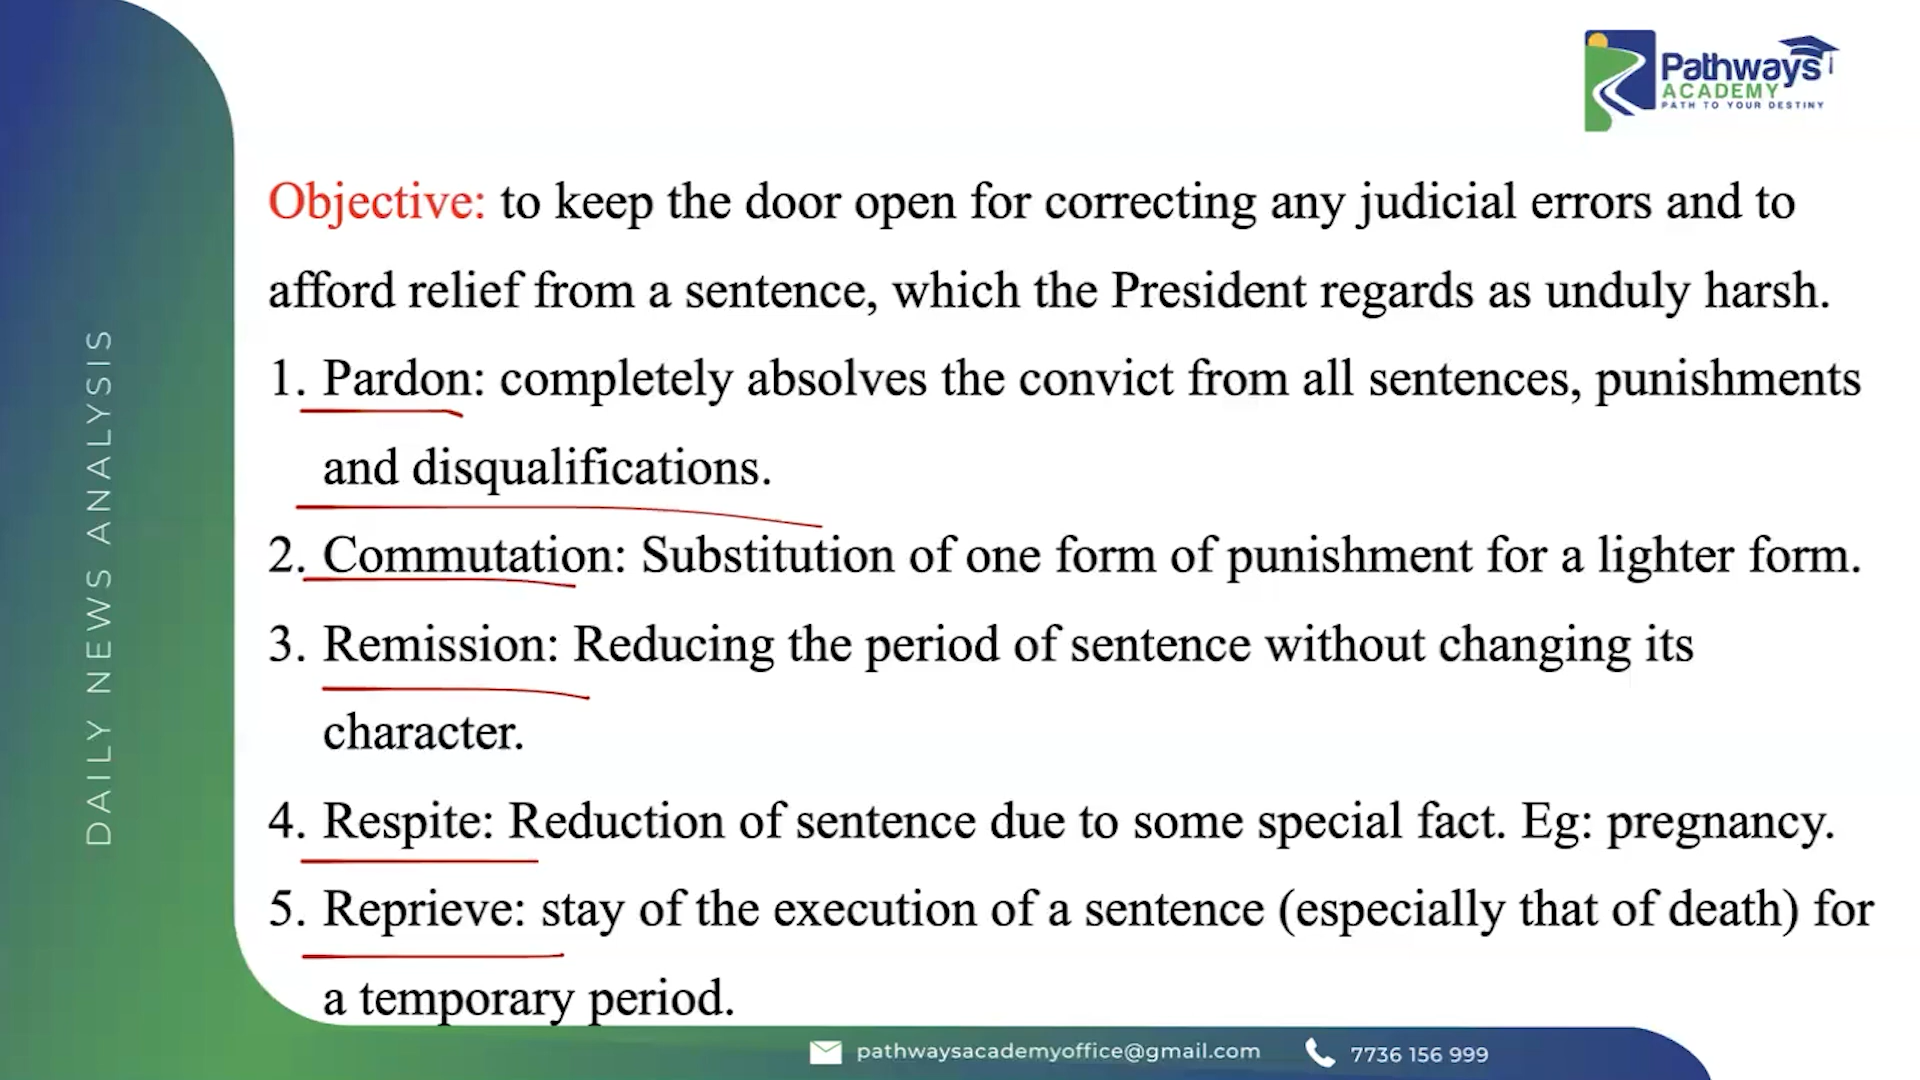 Pathways
ACADEMY
PATH TO YOUR DESTINY
DAILY NEWS ANALYSIS
Objective: to keep the door open for correcting any judicial errors and to
afford relief from a sentence, which the President regards as unduly harsh.
1. Pardon: completely absolves the convict from all sentences, punishments
and disqualifications.
2. Commutation: Substitution of one form of punishment for a lighter form.
3. Remission: Reducing the period of sentence without changing its
character.
4. Respite: Reduction of sentence due to some special fact. Eg: pregnancy.
5. Reprieve: stay of the execution of a sentence (especially that of death) for
a temporary period.
pathwaysacademyoffice@gmail.com 7736 156 999